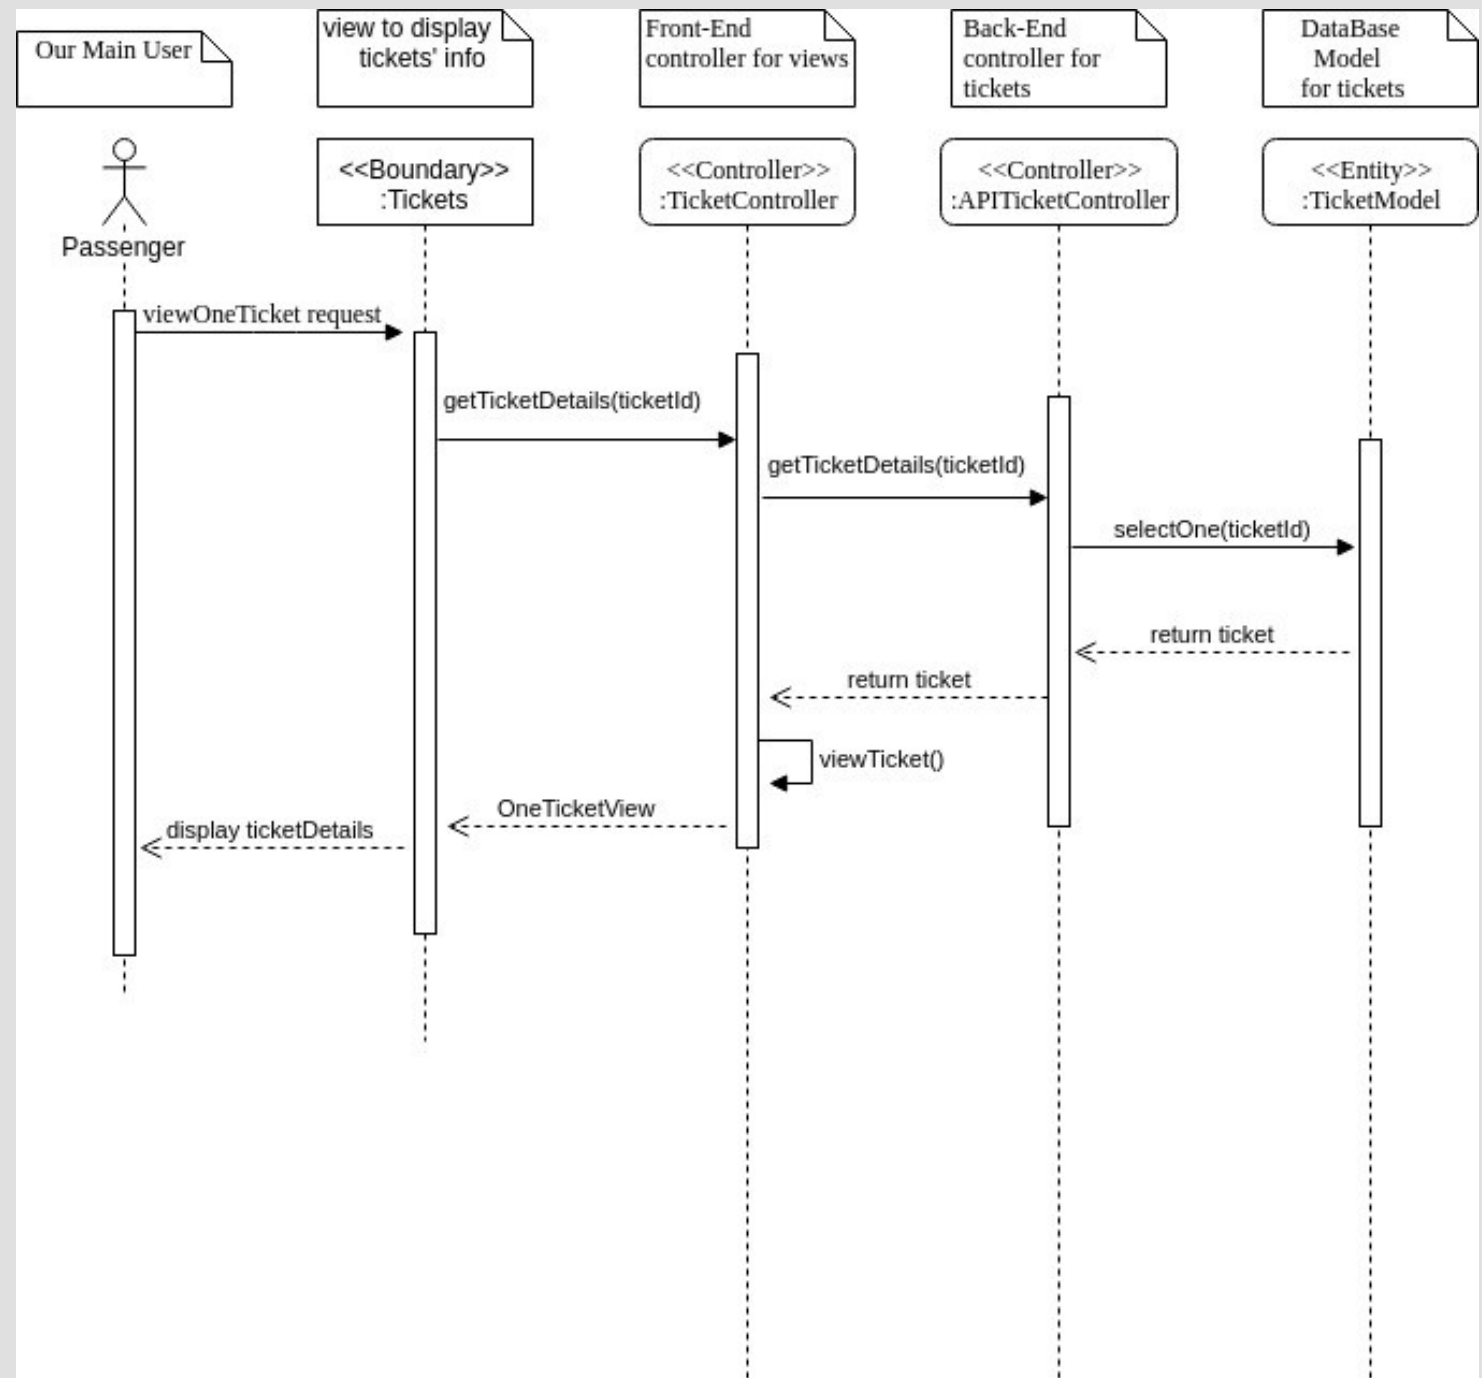 Our Main User
view to display
tickets' info
Front-End
controller for views
Back-End
controller for
tickets
DataBase
Model
for tickets
Passenger
<<Boundary>>
:Tickets
<<Controller>>
:TicketController
<<Controller>>
:APITicketController
<<Entity>>
:TicketModel
viewOneTicket request
getTicketDetails(ticketId)
getTicketDetails(ticketId)
selectOne(ticketId)
return ticket
return ticket
viewTicket()
OneTicketView
display ticketDetails